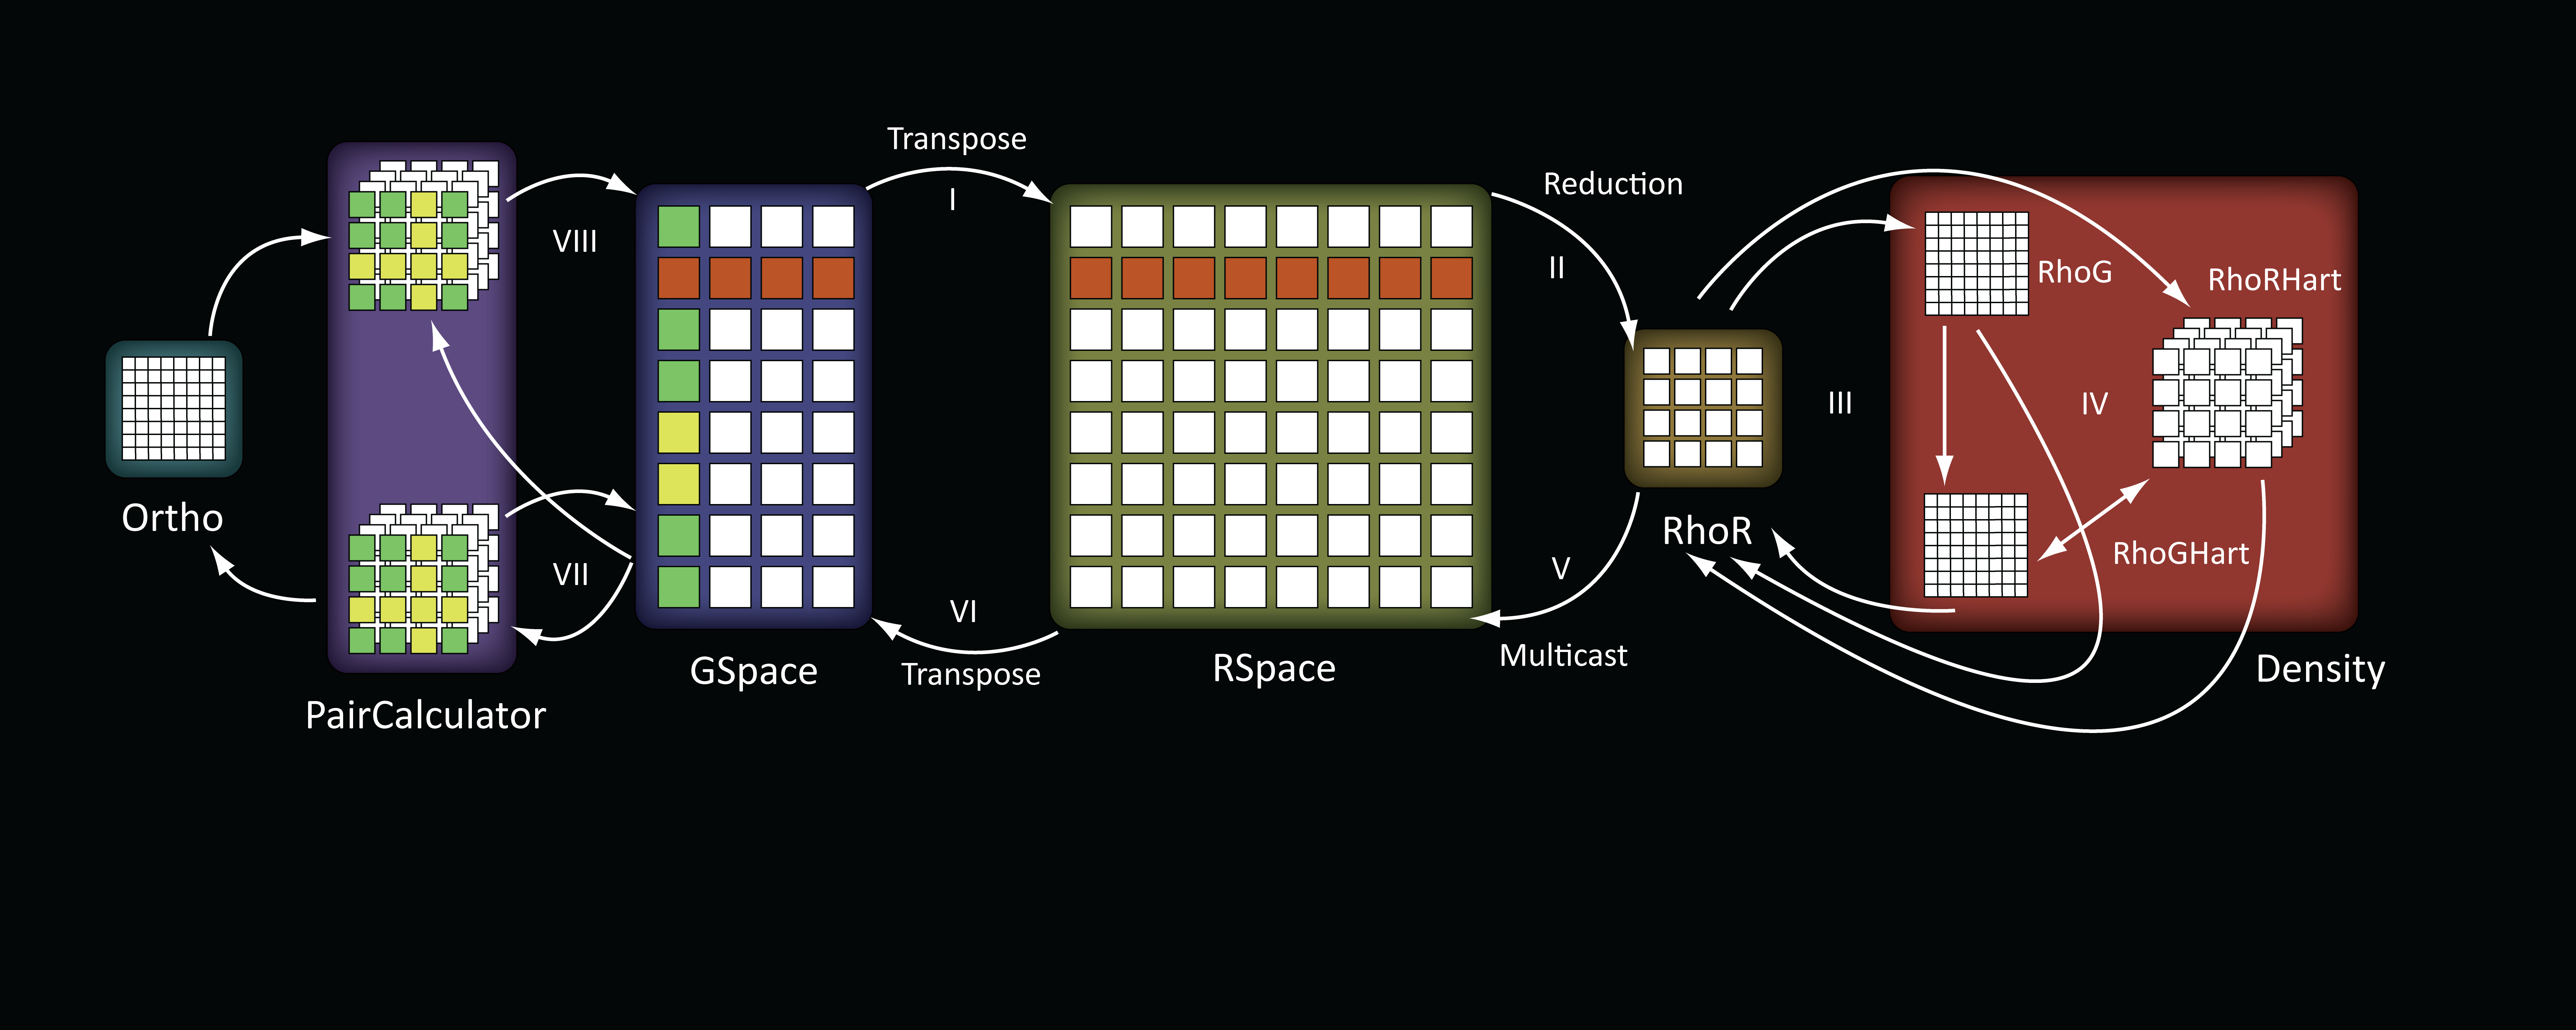 Transpose
I
Reduction
II
VIII
RhoG
RhoRHart
III
IV
Ortho
RhoR
RhoGHart
VII
V
VI
Transpose
Multicast
GSpace
RSpace
Density
PairCalculator